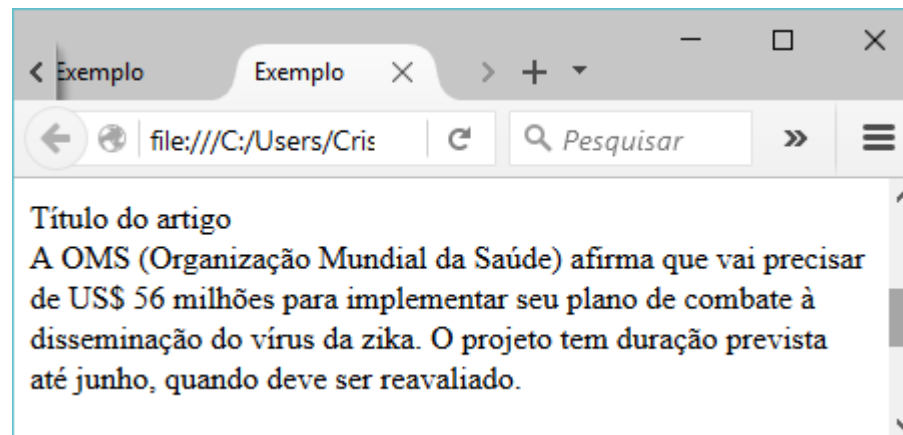 Exemplo Exemplo
file:///C:/Users/Cris Pesquisar
Título do artigo
A OMS (Organização Mundial da Saúde) afirma que vai precisar
de US$ 56 milhões para implementar seu plano de combate à
disseminação do vírus da zika. O projeto tem duração prevista
até junho, quando deve ser reavaliado.